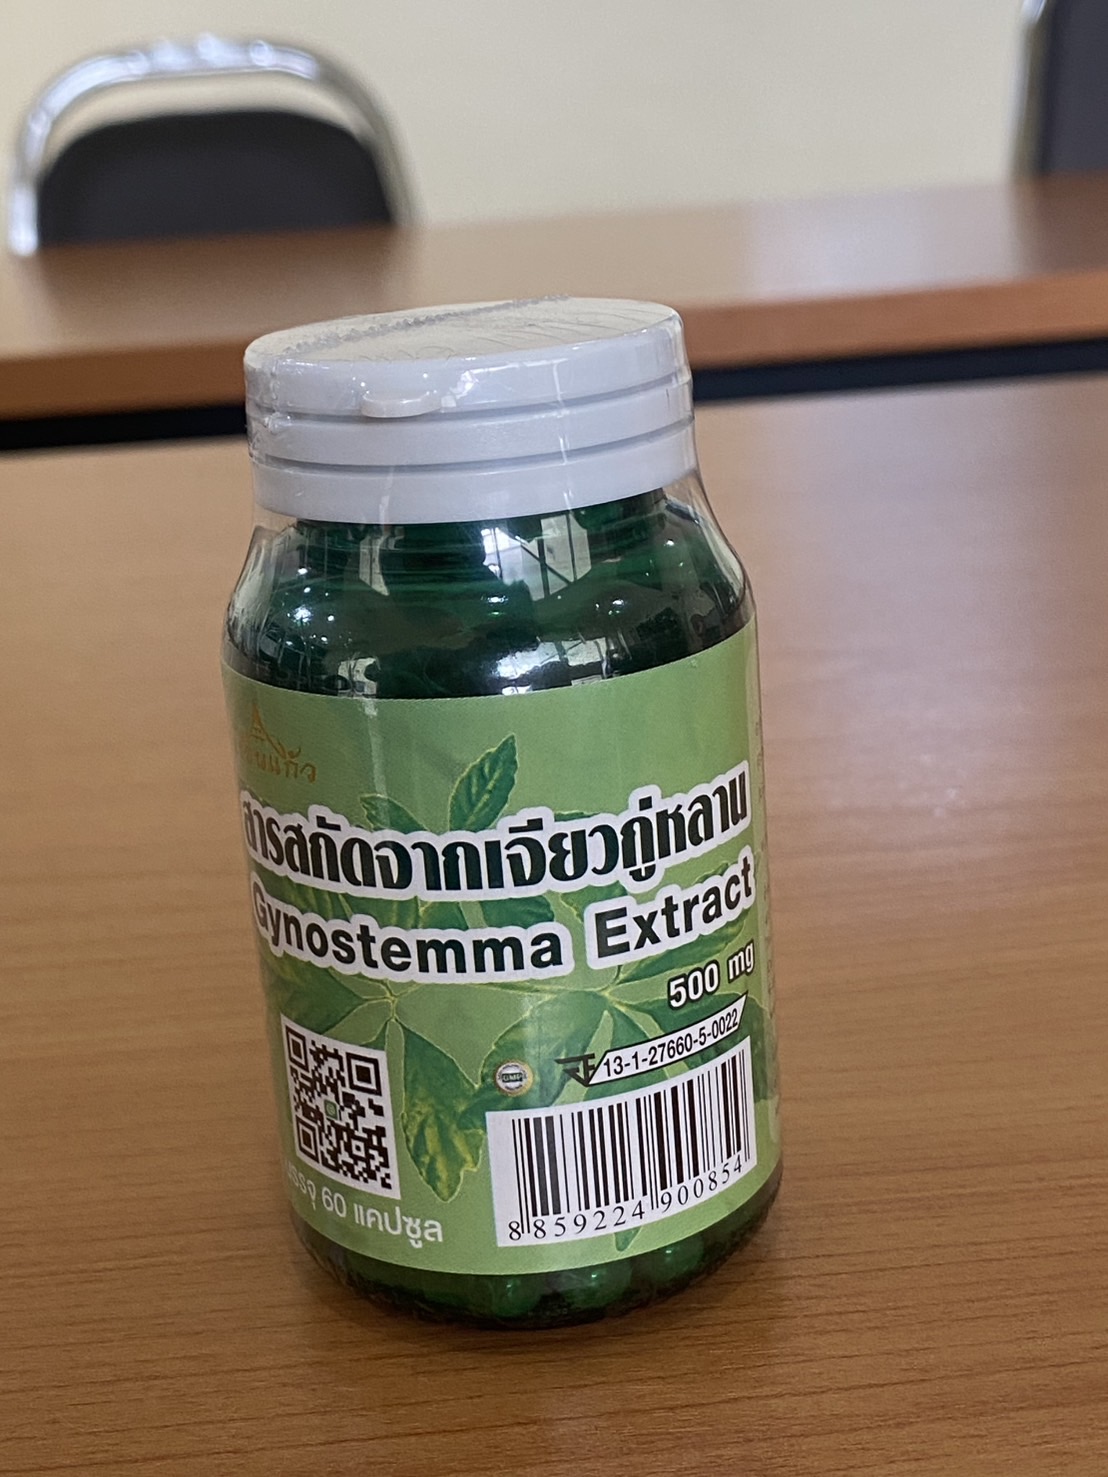 สารสกัดจากเจียวกู่หลาน
Gynostemma Extract
500 mg
GMP
13-1-27660-5-0022
8 859224 900854
บรรจุ 60 แคปซูล